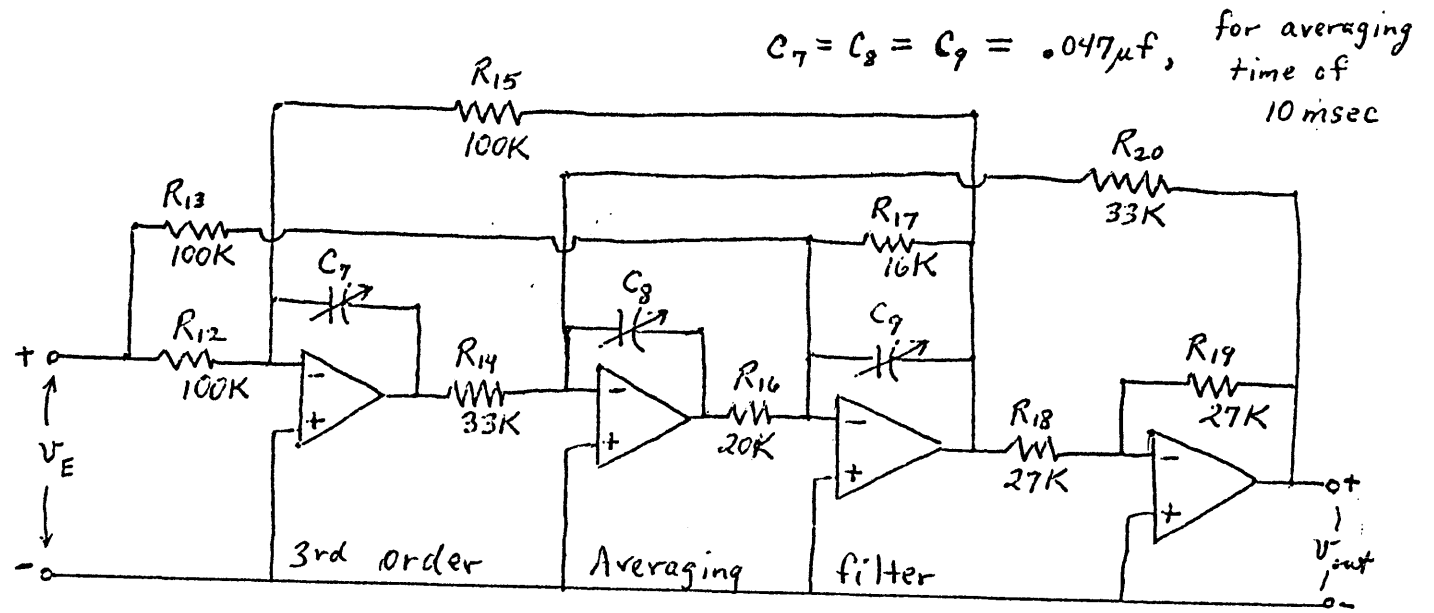 C7 = C8 = C9 = .047μf, for averaging
time of
10 msec
R15
100K
R20
33K
R13
100K
R17
16K
C7
C8
C9
R12
100K
R14
33K
R16
20K
R19
27K
R18
27K
+
-
+
-
+
-
+
-
+
vE
-
+
vout
-
3rd order Averaging filter